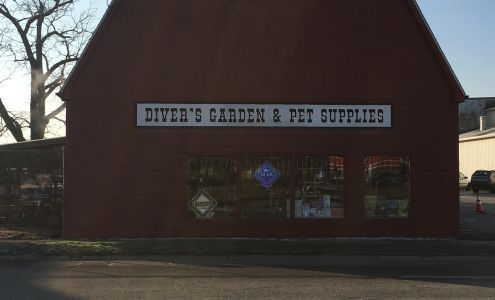 DIVER'S GARDEN & PET SUPPLIES